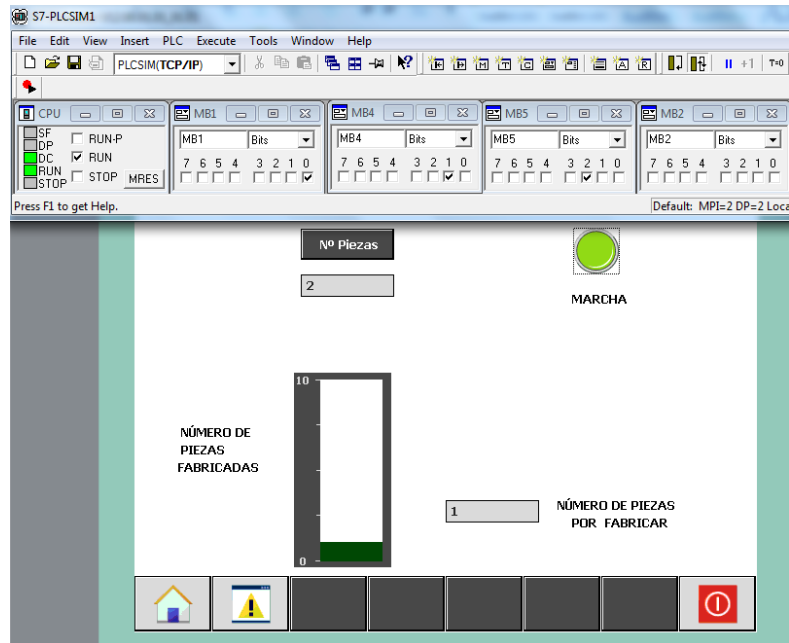 S7-PLCSIM1
File Edit View Insert PLC Execute Tools Window Help
PLCSIM(TCP/IP) +1 T=0
CPU MB1 MB4 MB5 MB2
SF
DP
DC
RUN
STOP
RUN-P
RUN
STOP MRES
MB1 Bits
7 6 5 4 3 2 1 0
MB4 Bits
7 6 5 4 3 2 1 0
MB5 Bits
7 6 5 4 3 2 1 0
MB2 Bits
7 6 5 4 3 2 1 0
Press F1 to get Help. Default: MPI=2 DP=2 Loca
Nº Piezas
2
MARCHA
10
NÚMERO DE
PIEZAS
FABRICADAS
1
NÚMERO DE PIEZAS
POR FABRICAR
0